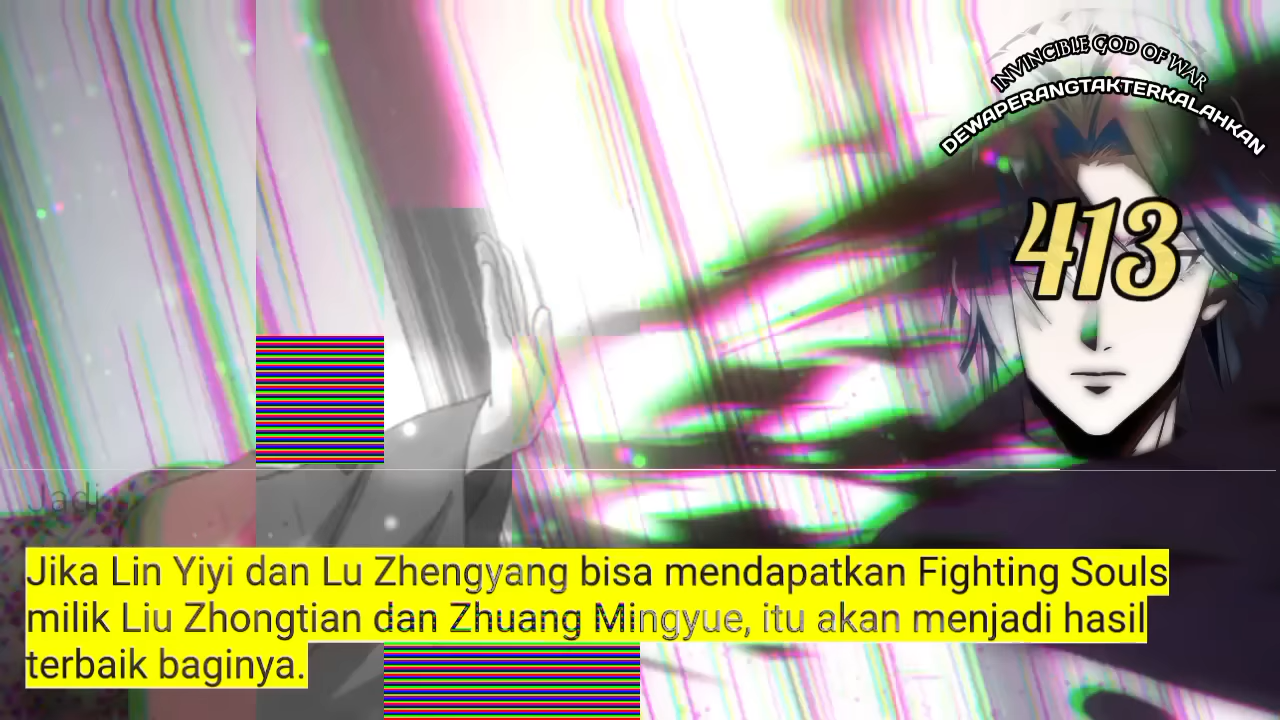 INVINCIBLE GOD OF WAR
DEWAPERANGTAKTERKALAHKAN
413
Jadi
Jika Lin Yiyi dan Lu Zhengyang bisa mendapatkan Fighting Souls
milik Liu Zhongtian dan Zhuang Mingyue, itu akan menjadi hasil
terbaik baginya.